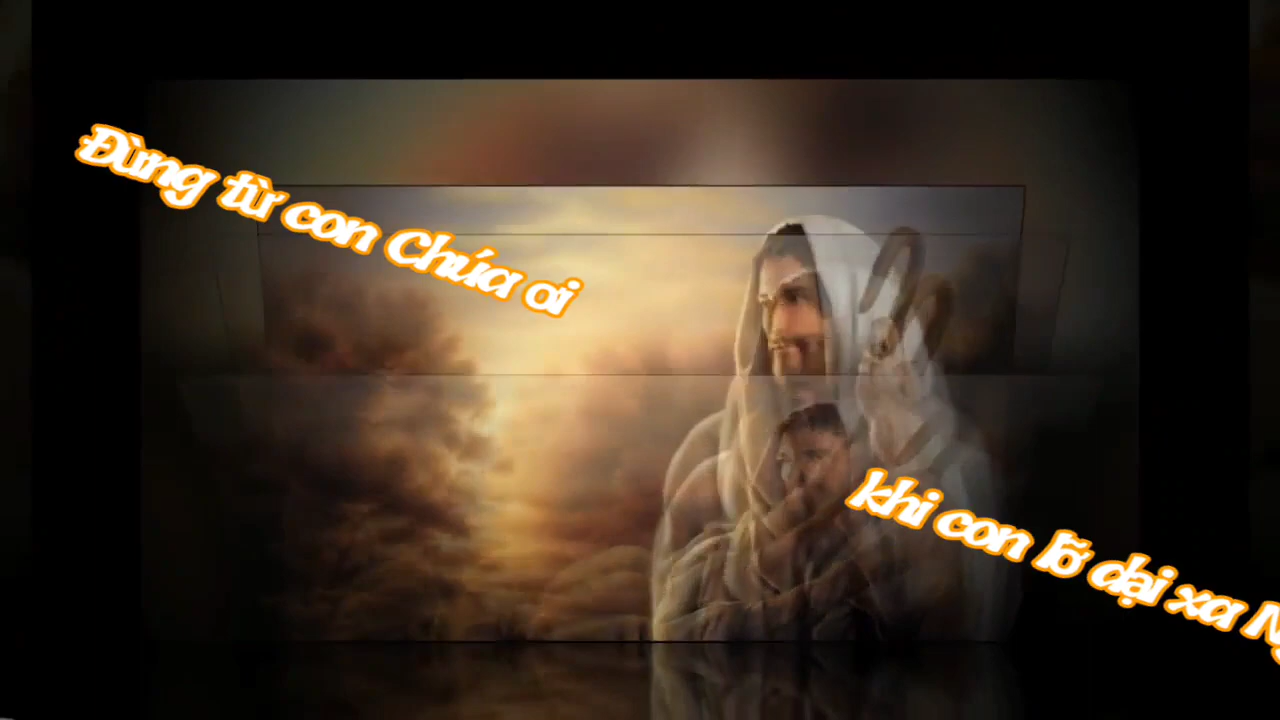 Đừng từ con Chúa ơi
khi con lỡ dại xa